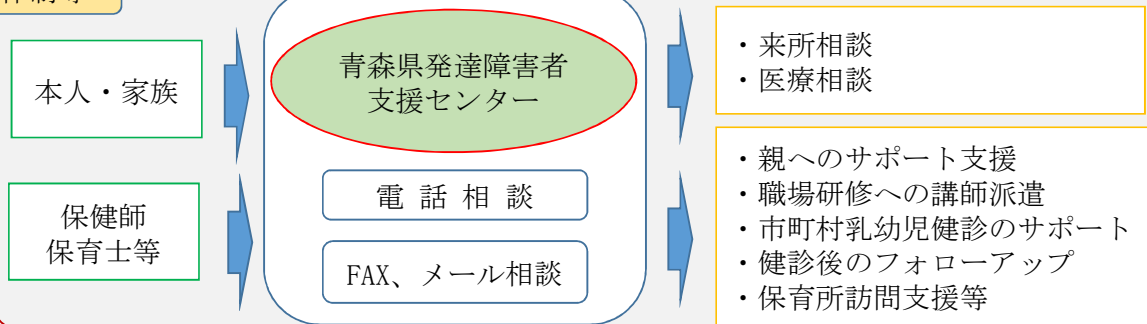 本人・家族
保健師
保育士等
青森県発達障害者
支援センター
電 話 相 談
FAX、メール相談
・来所相談
・医療相談
・親へのサポート支援
・職場研修への講師派遣
・市町村乳幼児健診のサポート
・健診後のフォローアップ
・保育所訪問支援等